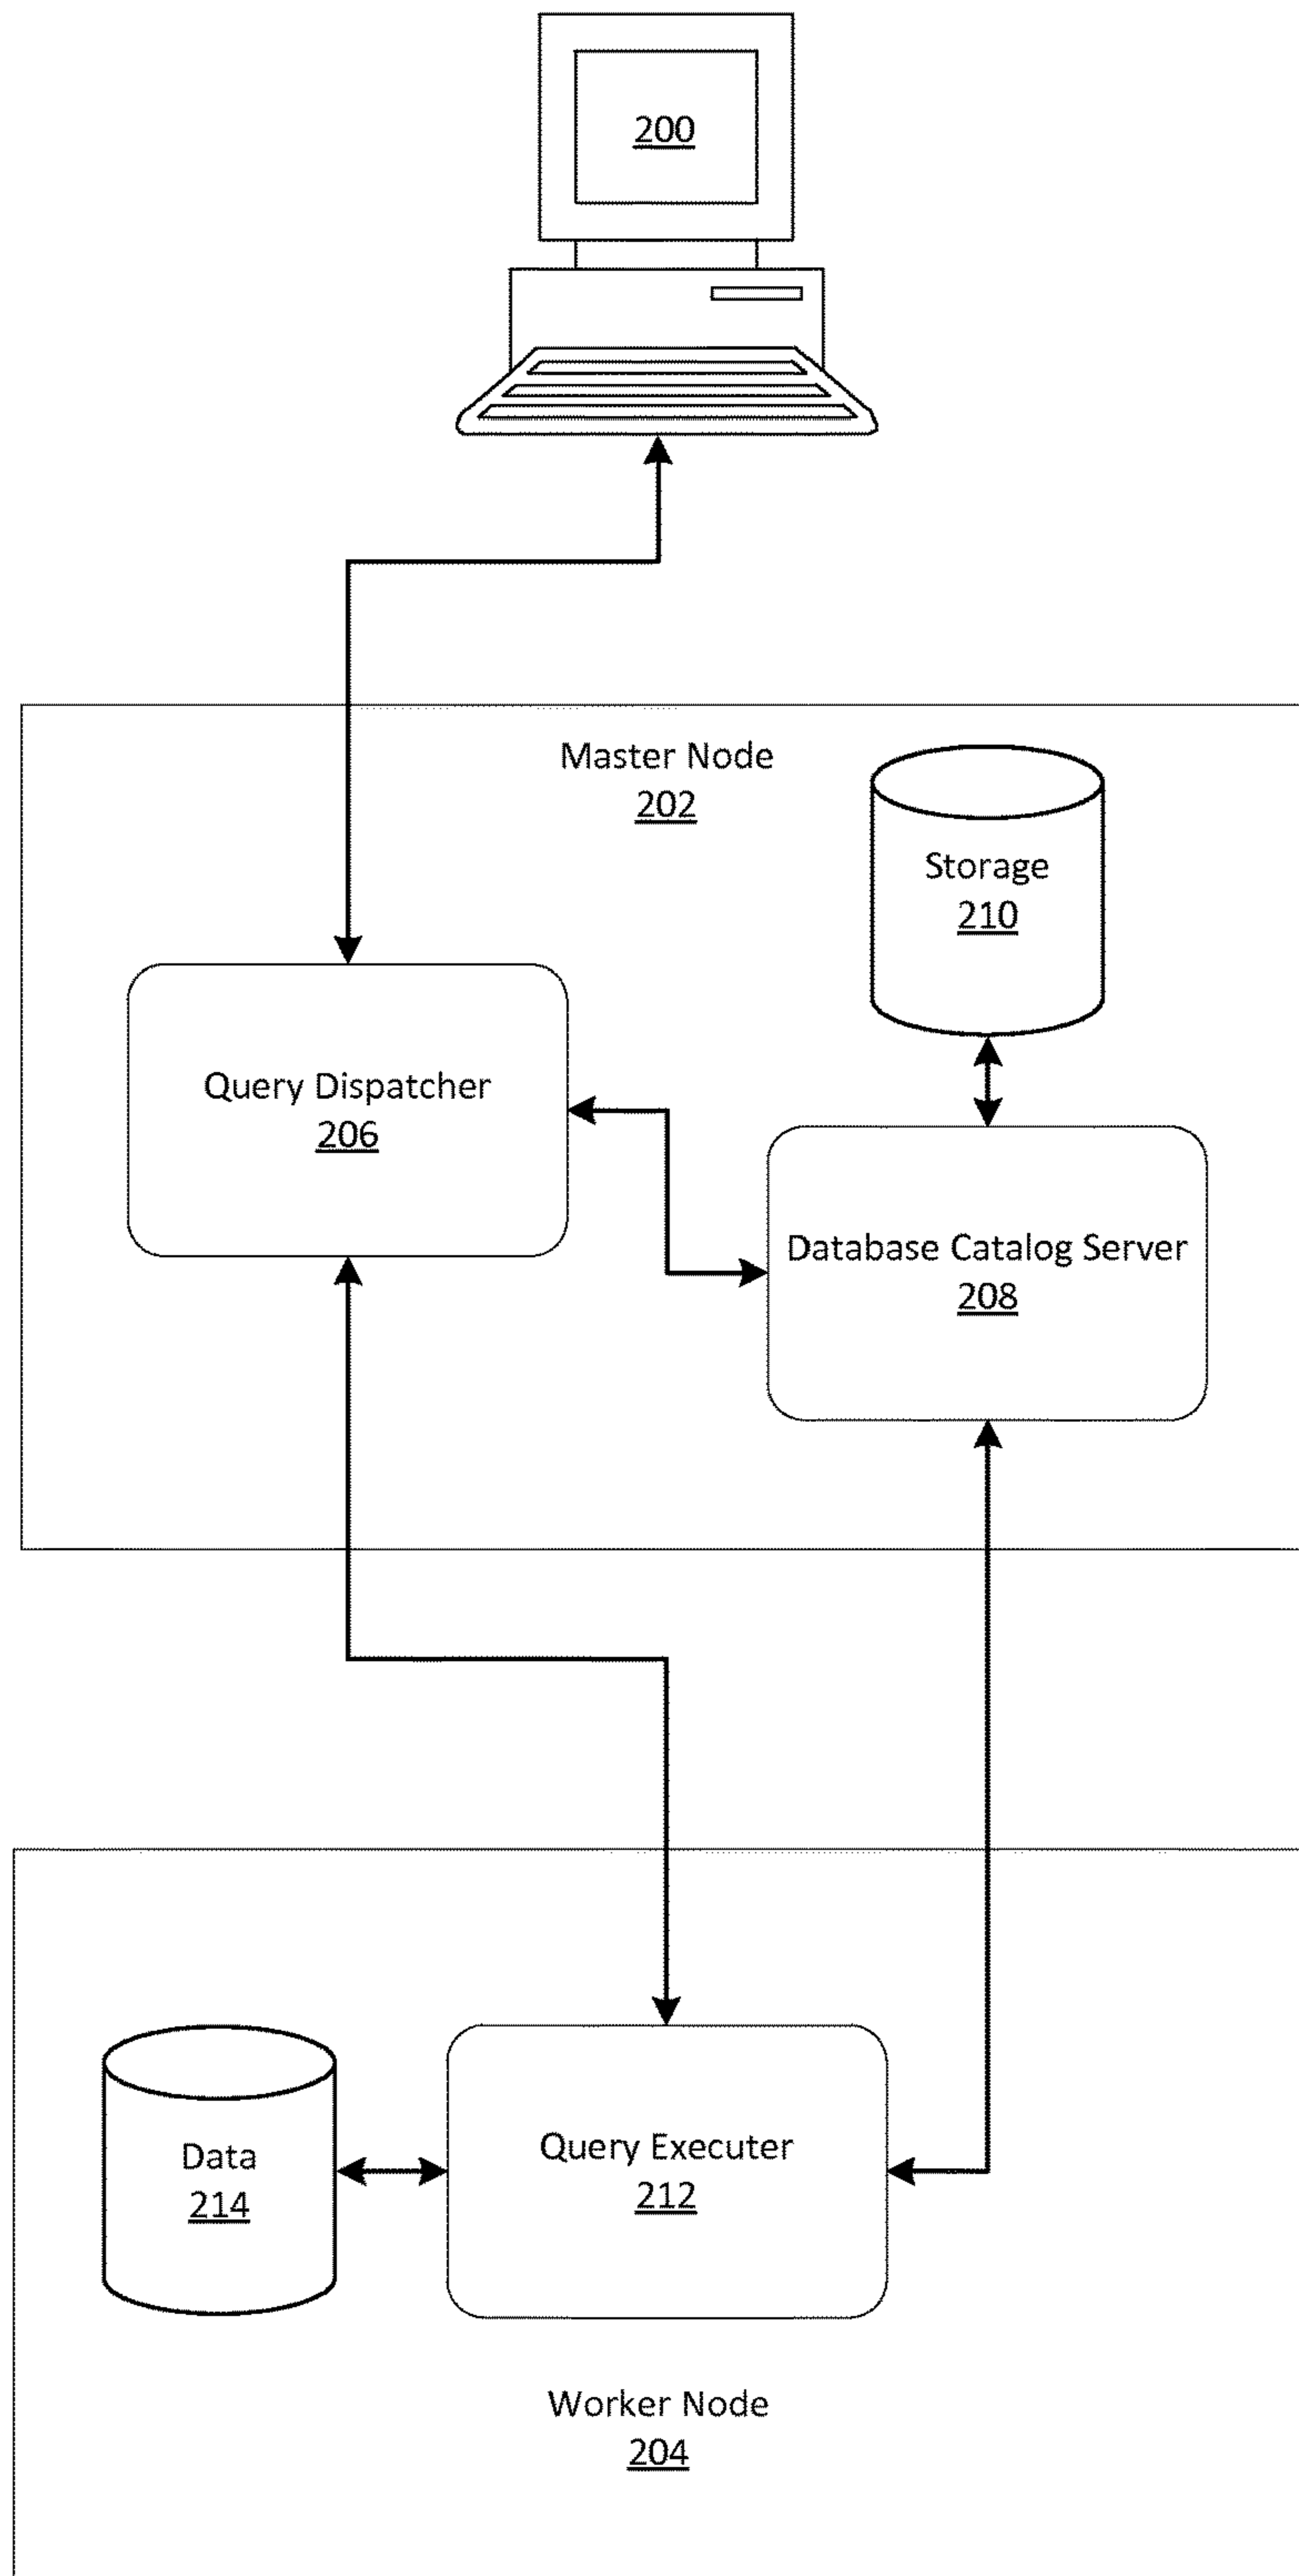 200
Master Node
202
Storage
210
Query Dispatcher
206
Database Catalog Server
208
Data
214
Query Executer
212
Worker Node
204